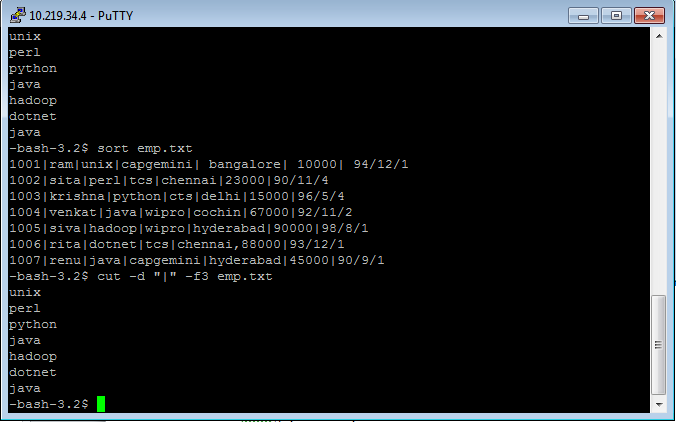 10.219.34.4 - PuTTY
unix
perl
python
java
hadoop
dotnet
java
-bash-3.2$ sort emp.txt
1001|ram|unix|capgemini| bangalore| 10000| 94/12/1
1002|sita|perl|tcs|chennai|23000|90/11/4
1003|krishna|python|cts|delhi|15000|96/5/4
1004|venkat|java|wipro|cochin|67000|92/11/2
1005|siva|hadoop|wipro|hyderabad|90000|98/8/1
1006|rita|dotnet|tcs|chennai,88000|93/12/1
1007|renu|java|capgemini|hyderabad|45000|90/9/1
-bash-3.2$ cut -d "|" -f3 emp.txt
unix
perl
python
java
hadoop
dotnet
java
-bash-3.2$